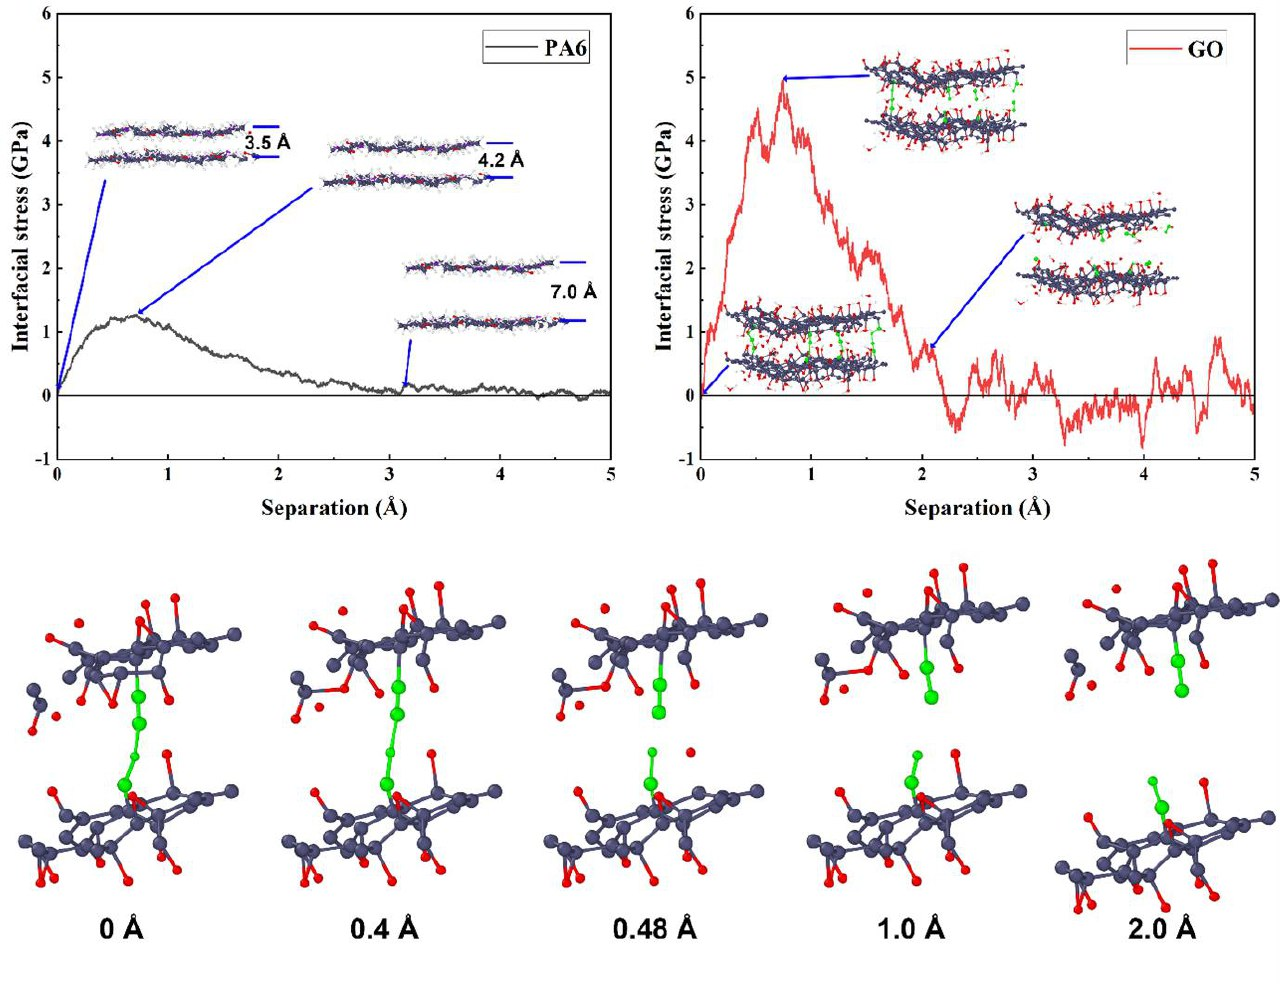 6
5
4
3
2
1
0
-1
Interfacial stress (GPa)
PA6
3.5 Å
4.2 Å
7.0 Å
0
1
2
3
4
5
Separation (Å)
6
5
4
3
2
1
0
-1
Interfacial stress (GPa)
GO
0
1
2
3
4
5
Separation (Å)
0 Å
0.4 Å
0.48 Å
1.0 Å
2.0 Å